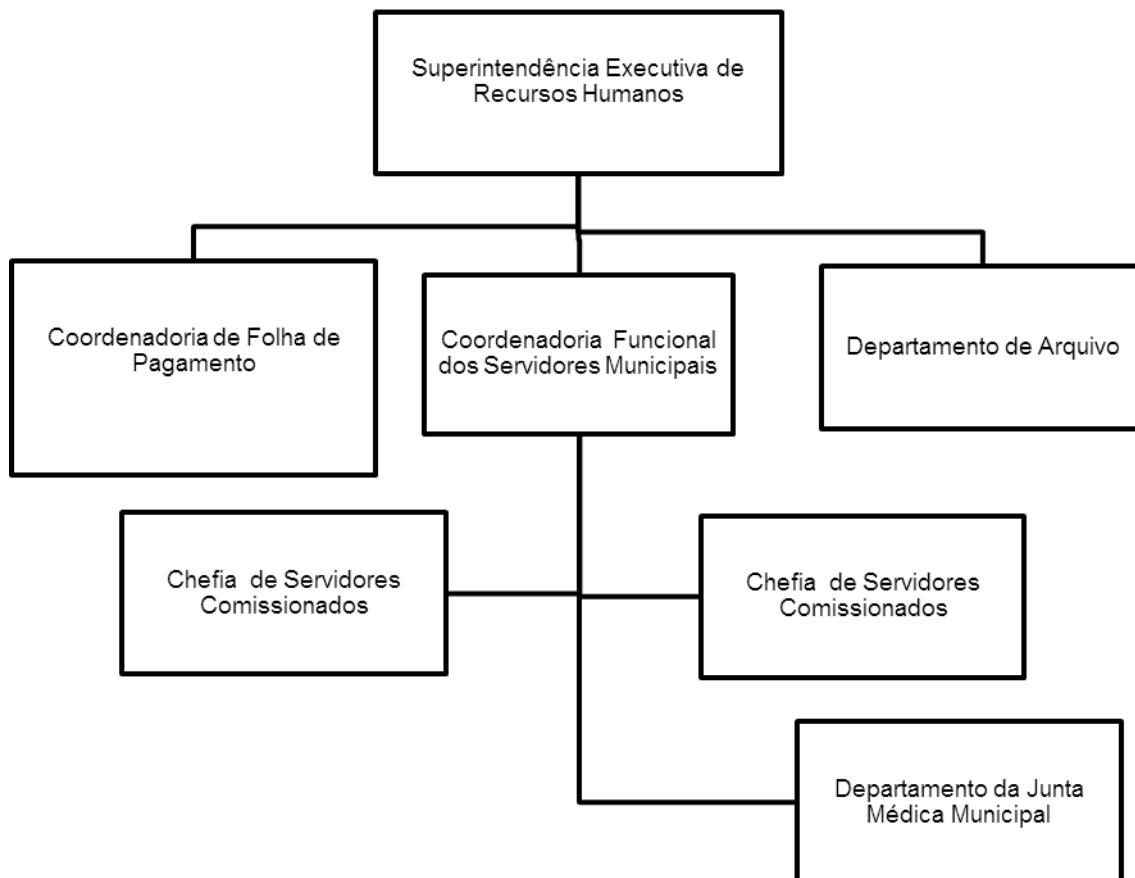 Superintendência Executiva de
Recursos Humanos
Coordenadoria de Folha de
Pagamento
Coordenadoria Funcional
dos Servidores Municipais
Departamento de Arquivo
Chefia de Servidores
Comissionados
Chefia de Servidores
Comissionados
Departamento da Junta
Médica Municipal